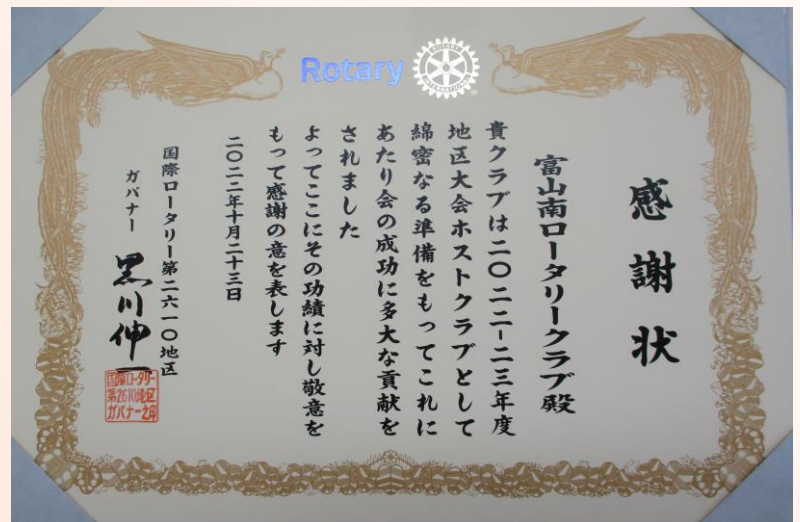 Rotary
ROTARY
INTERNATIONAL
感謝状
富山南ロータリークラブ殿
貴クラブは二〇二二-二三年度
地区大会ホストクラブとして
綿密なる準備をもってこれに
あたり会の成功に多大な貢献を
されました
よってここにその功績に対し敬意を
もって感謝の意を表します
二〇二二年十月二十三日
国際ロータリー第二六一〇地区
ガバナー 黒川伸一
国際ロータリー
第2610地区
ガバナー之印